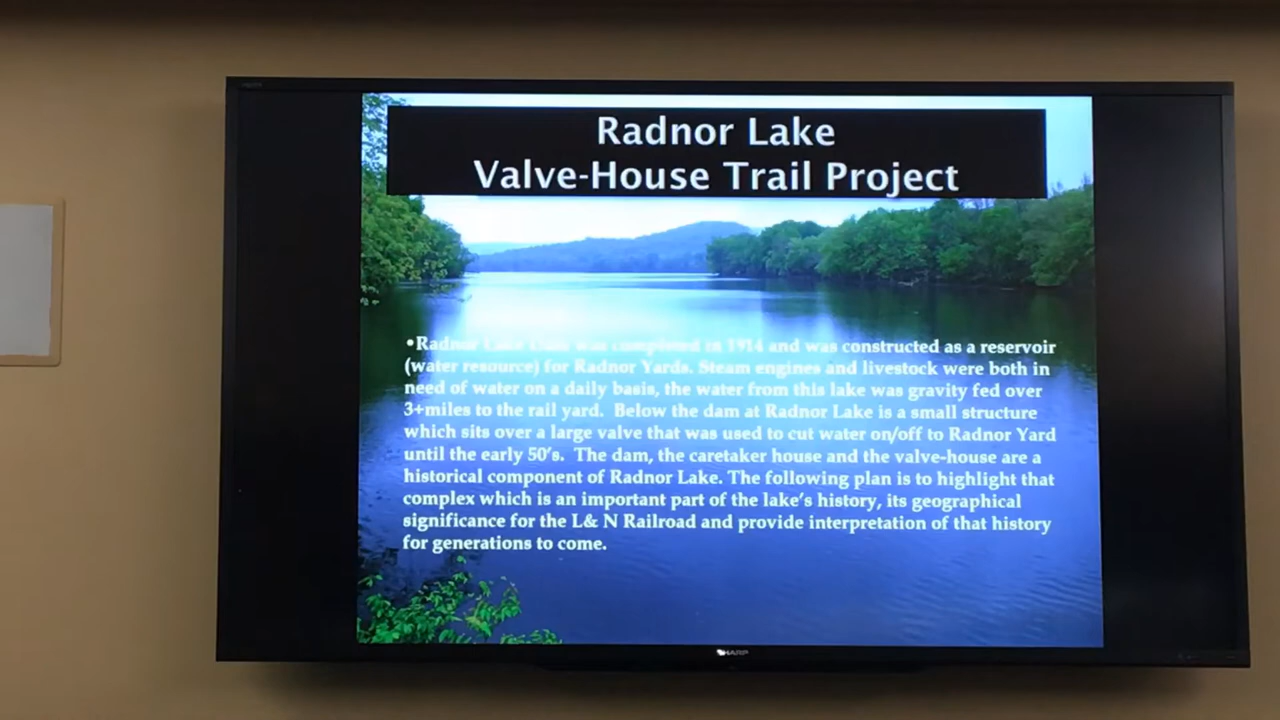 Radnor Lake
Valve-House Trail Project
•Radnor Lake Dam was completed in 1914 and was constructed as a reservoir
(water resource) for Radnor Yards. Steam engines and livestock were both in
need of water on a daily basis, the water from this lake was gravity fed over
3+miles to the rail yard. Below the dam at Radnor Lake is a small structure
which sits over a large valve that was used to cut water on/off to Radnor Yard
until the early 50's. The dam, the caretaker house and the valve-house are a
historical component of Radnor Lake. The following plan is to highlight that
complex which is an important part of the lake's history, its geographical
significance for the L& N Railroad and provide interpretation of that history
for generations to come.
SHARP